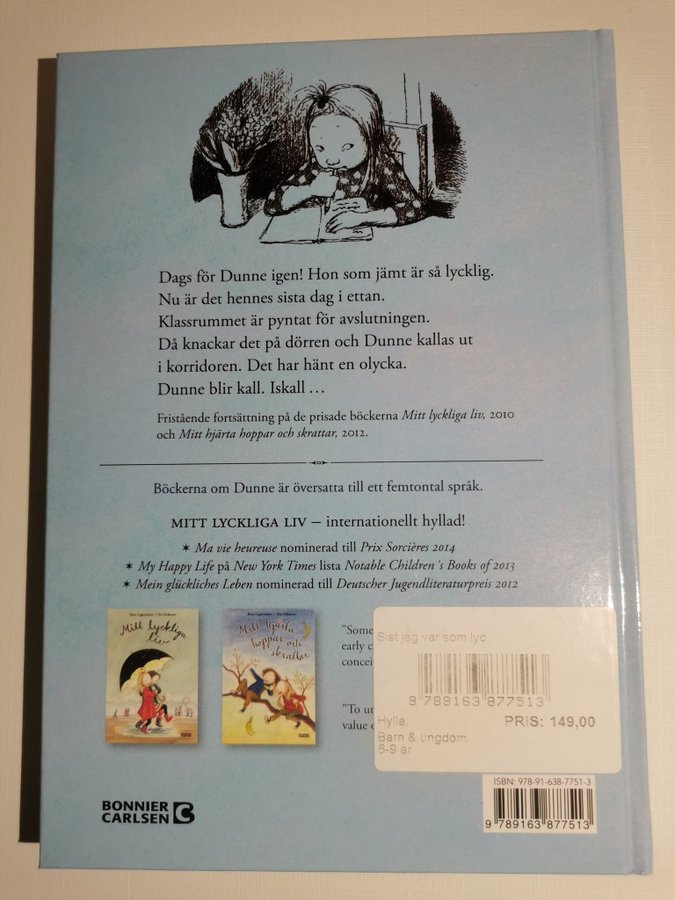 Dags för Dunne igen! Hon som jämt är så lycklig.
Nu är det hennes sista dag i ettan.
Klassrummet är pyntat för avslutningen.
Då knackar det på dörren och Dunne kallas ut
i korridoren. Det har hänt en olycka.
Dunne blir kall. Iskall …
Fristående fortsättning på de prisade böckerna Mitt lyckliga liv, 2010
och Mitt hjärta hoppar och skrattar, 2012.
Böckerna om Dunne är översatta till ett femtontal språk.
MITT LYCKLIGA LIV – internationellt hyllad!
✶ Ma vie heureuse nominerad till Prix Sorcières 2014
✶ My Happy Life på New York Times lista Notable Children´s Books of 2013
✶ Mein glückliches Leben nominerad till Deutscher Jugendliteraturpreis 2012
Mitt lyckliga
liv
Mitt hjärta
hoppar och
skrattar
"Some
early c
concei
"To un
value o
Sist jag var som lyc
9 789163 877513
Hylla: PRIS: 149,00
Barn & ungdom
6-9 år
ISBN: 978-91-638-7751-3
9 789163 877513
BONNIER
CARLSEN